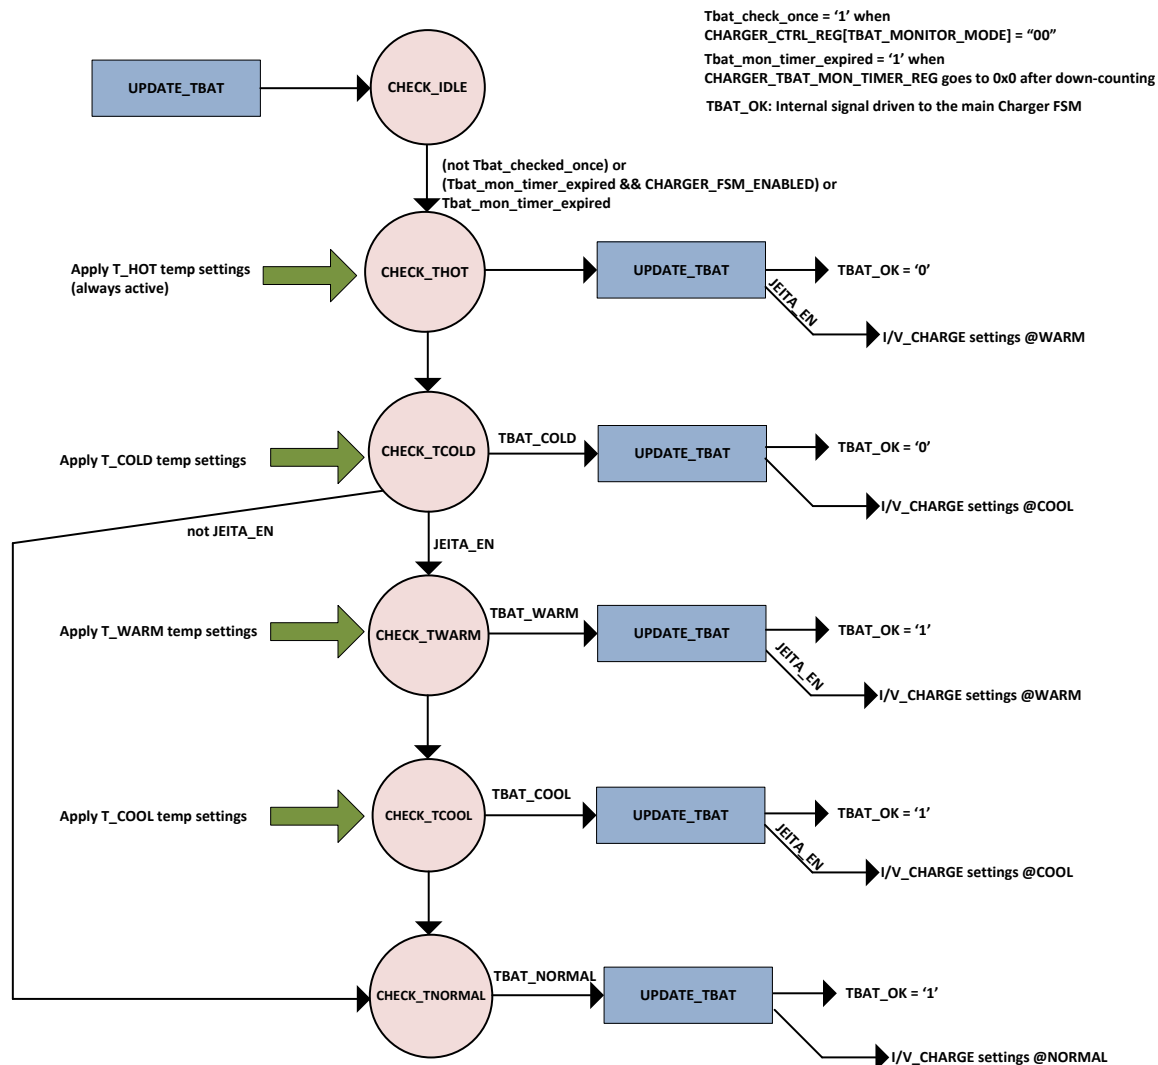 Tbat_check_once = ‘1’ when
CHARGER_CTRL_REG[TBAT_MONITOR_MODE] = “00”
Tbat_mon_timer_expired = ‘1’ when
CHARGER_TBAT_MON_TIMER_REG goes to 0x0 after down-counting
TBAT_OK: Internal signal driven to the main Charger FSM
UPDATE_TBAT
CHECK_IDLE
(not Tbat_checked_once) or
(Tbat_mon_timer_expired && CHARGER_FSM_ENABLED) or
Tbat_mon_timer_expired
Apply T_HOT temp settings
(always active)
CHECK_THOT
UPDATE_TBAT
TBAT_OK = ‘0’
JEITA_EN
I/V_CHARGE settings @WARM
Apply T_COLD temp settings
CHECK_TCOLD
TBAT_COLD
UPDATE_TBAT
TBAT_OK = ‘0’
I/V_CHARGE settings @COOL
not JEITA_EN
JEITA_EN
Apply T_WARM temp settings
CHECK_TWARM
TBAT_WARM
UPDATE_TBAT
TBAT_OK = ‘1’
JEITA_EN
I/V_CHARGE settings @WARM
Apply T_COOL temp settings
CHECK_TCOOL
TBAT_COOL
UPDATE_TBAT
TBAT_OK = ‘1’
JEITA_EN
I/V_CHARGE settings @COOL
CHECK_TNORMAL
TBAT_NORMAL
UPDATE_TBAT
TBAT_OK = ‘1’
I/V_CHARGE settings @NORMAL